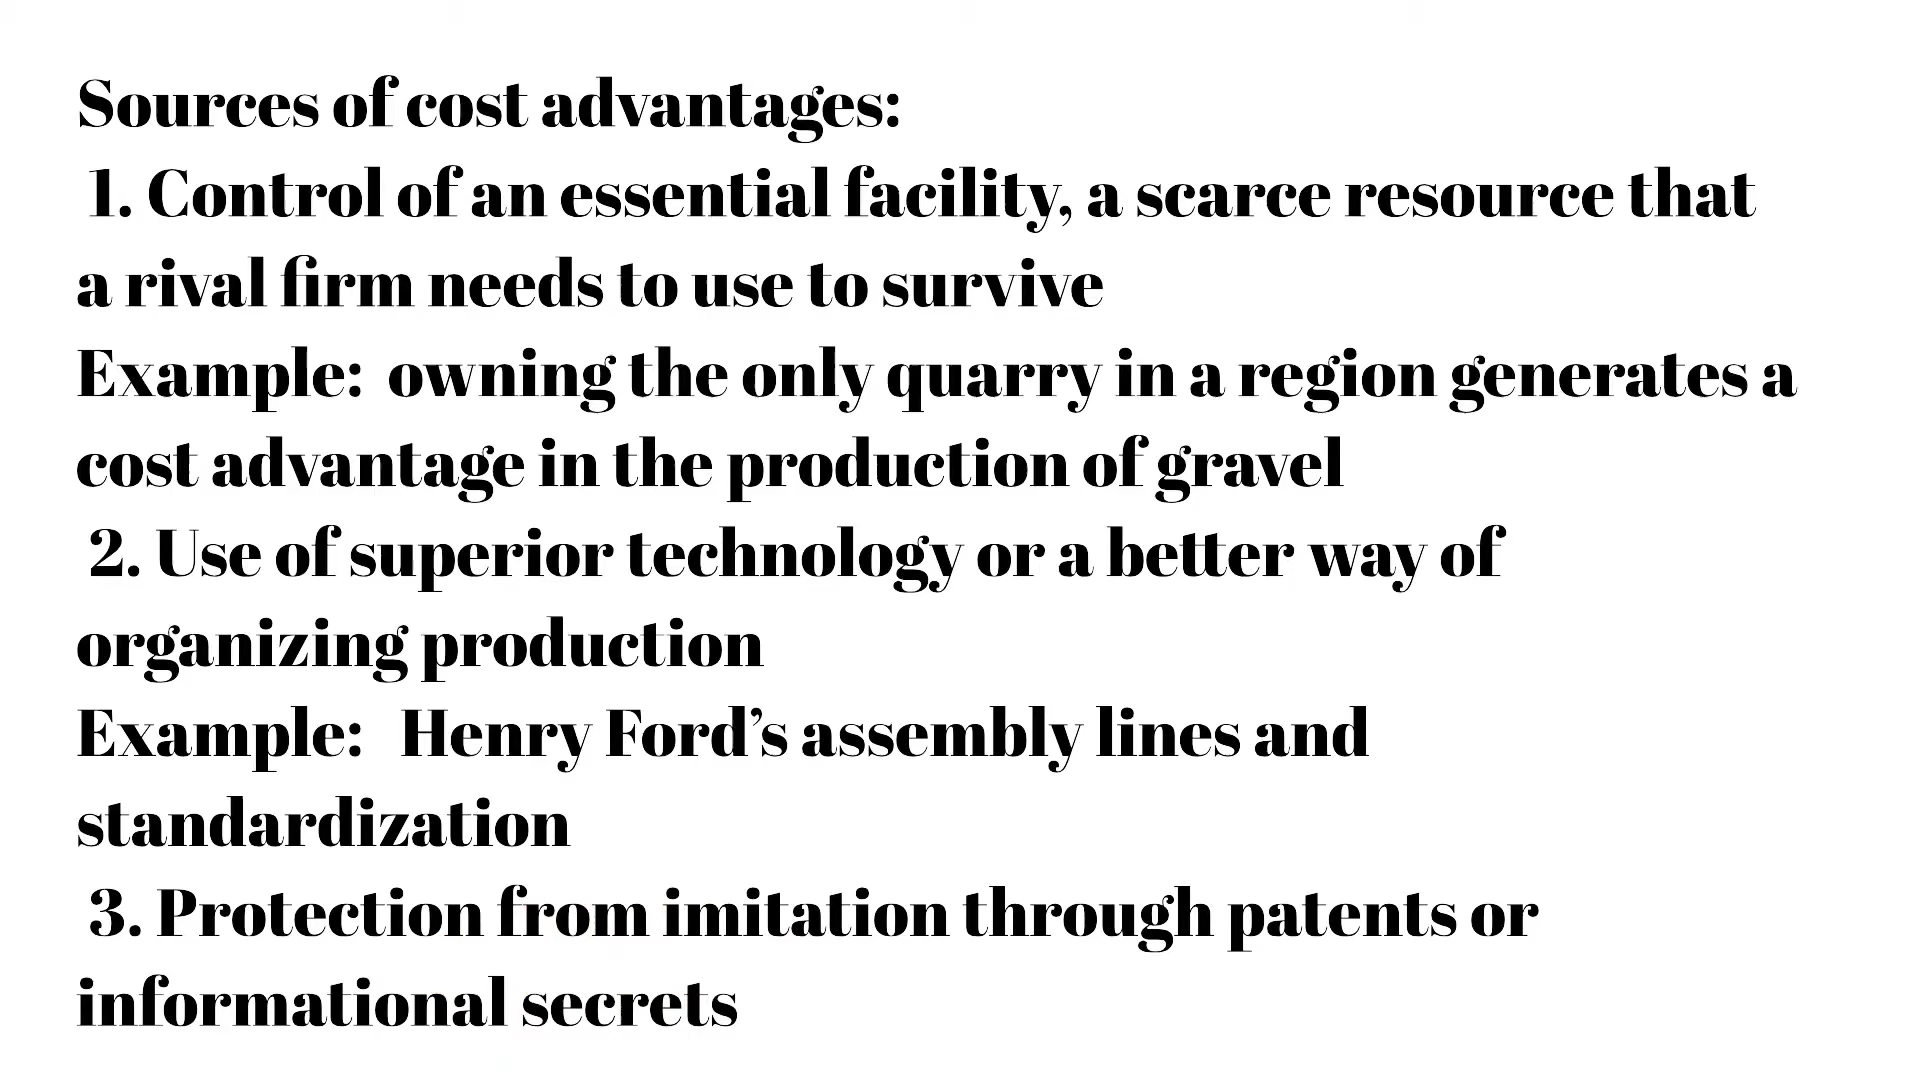 Sources of cost advantages:
1. Control of an essential facility, a scarce resource that
a rival firm needs to use to survive
Example:  owning the only quarry in a region generates a
cost advantage in the production of gravel
2. Use of superior technology or a better way of
organizing production
Example:   Henry Ford’s assembly lines and
standardization
3. Protection from imitation through patents or
informational secrets